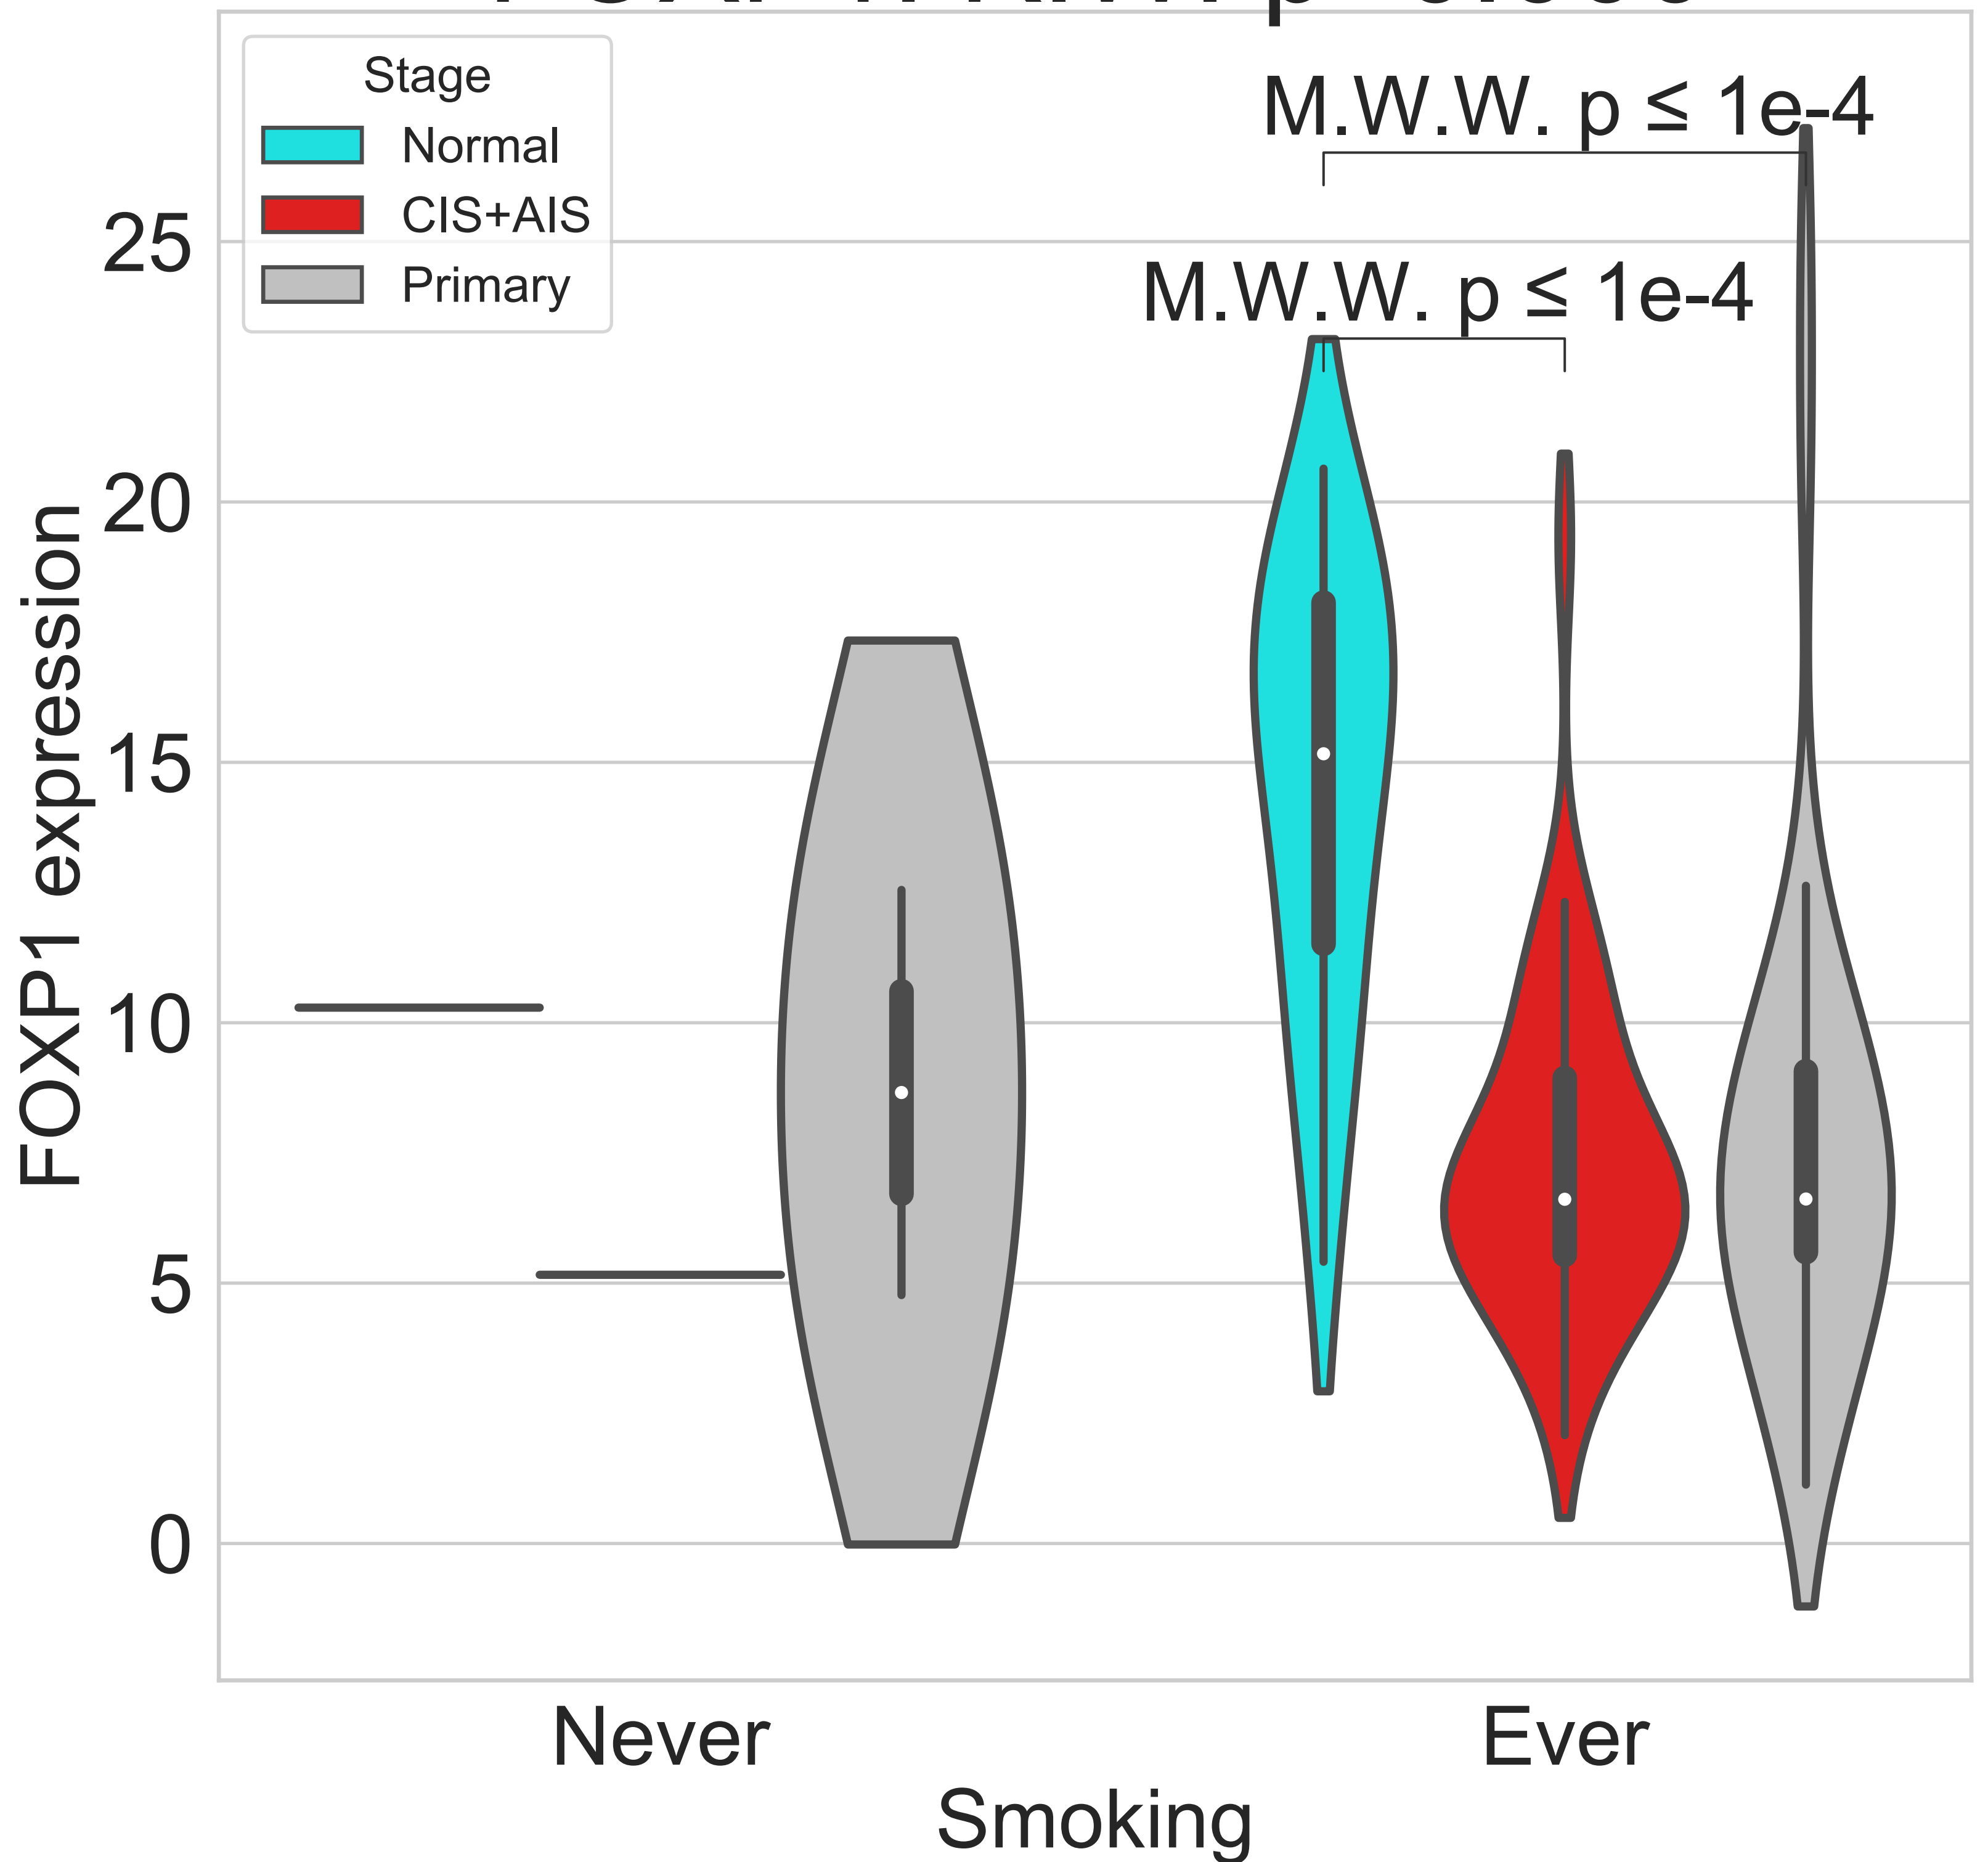 Stage
Normal
CIS+AIS
Primary
M.W.W. p ≤ 1e-4
M.W.W. p ≤ 1e-4
25
20
15
10
5
0
FOXP1 expression
Never
Ever
Smoking